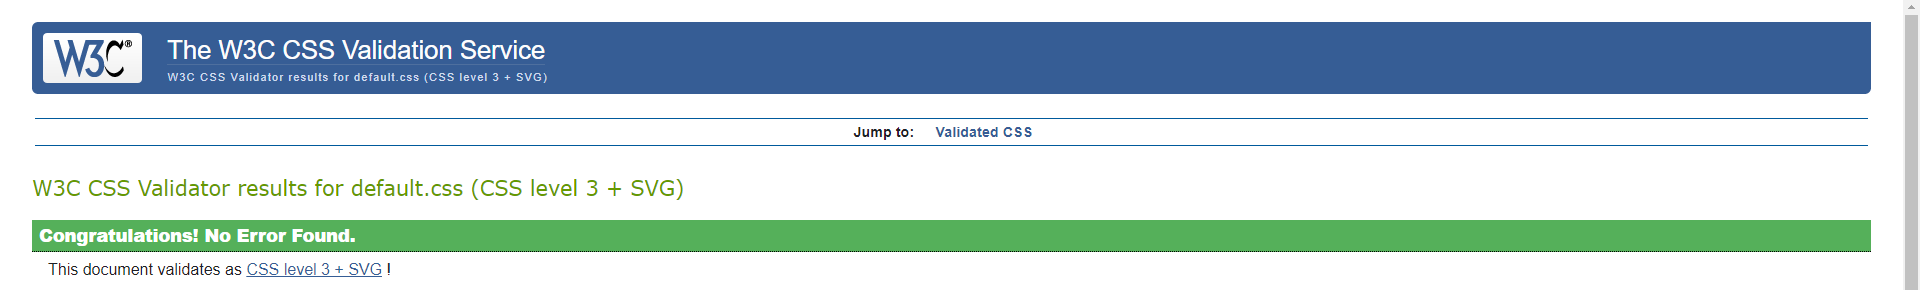 W3C®
The W3C CSS Validation Service
W3C CSS Validator results for default.css (CSS level 3 + SVG)
Jump to: Validated CSS
W3C CSS Validator results for default.css (CSS level 3 + SVG)
Congratulations! No Error Found.
This document validates as CSS level 3 + SVG !